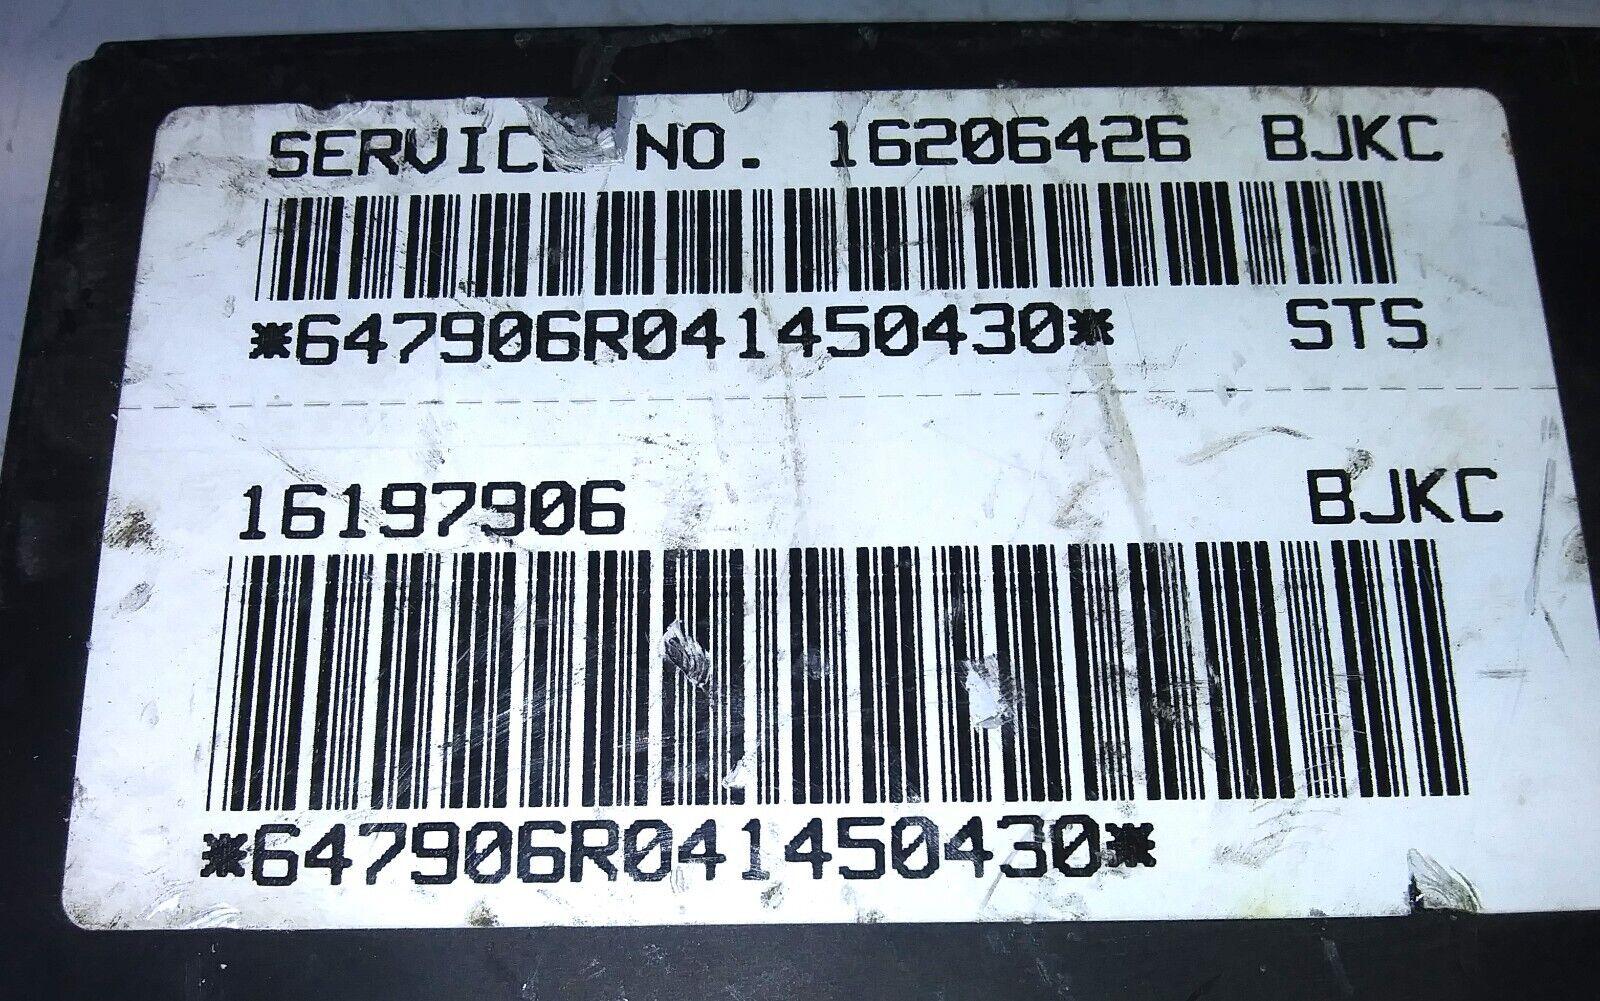 SERVICE NO. 16206426 BJKC
*647906R041450430* STS
16197906 BJKC
*647906R041450430*